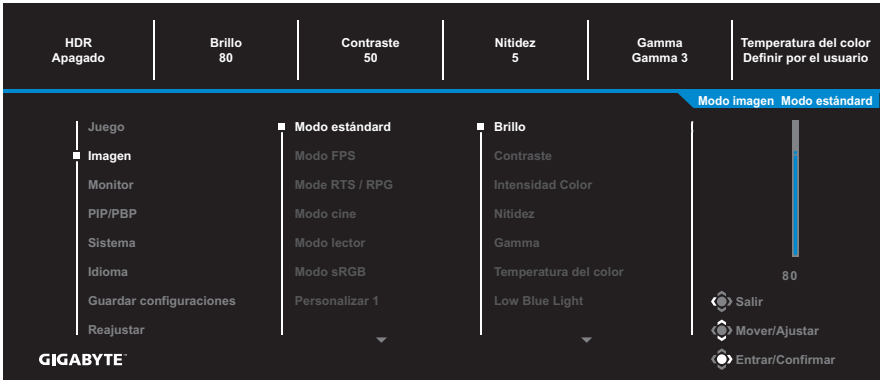 HDR
Apagado
Brillo
80
Contraste
50
Nitidez
5
Gamma
Gamma 3
Temperatura del color
Definir por el usuario
Modo imagen Modo estándard
Juego
Imagen
Monitor
PIP/PBP
Sistema
Idioma
Guardar configuraciones
Reajustar
Modo estándard
Modo FPS
Mode RTS / RPG
Modo cine
Modo lector
Modo sRGB
Personalizar 1
Brillo
Contraste
Intensidad Color
Nitidez
Gamma
Temperatura del color
Low Blue Light
80
Salir
Mover/Ajustar
Entrar/Confirmar
GIGABYTE